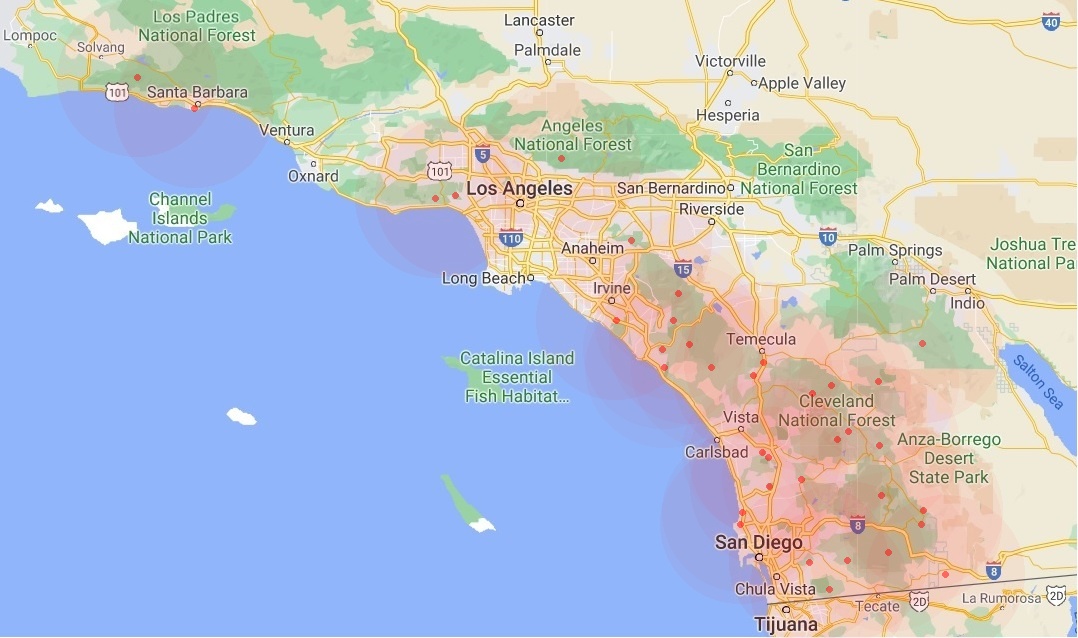 Lompoc
Solvang
Los Padres
National Forest
Lancaster
Palmdale
40
101
Santa Barbara
Victorville
Apple Valley
Hesperia
Ventura
Oxnard
Angeles
National Forest
5
101
Los Angeles
San Bernardino
San
Bernardino
National Forest
Channel
Islands
National Park
Riverside
110
Anaheim
10
Palm Springs
Joshua Tre
National Pa
15
Long Beach
Irvine
Palm Desert
Indio
Temecula
Salton Sea
Catalina Island
Essential
Fish Habitat...
Cleveland
National Forest
Vista
Carlsbad
Anza-Borrego
Desert
State Park
8
San Diego
8
Chula Vista
Tecate
2D
La Rumorosa
2D
Tijuana